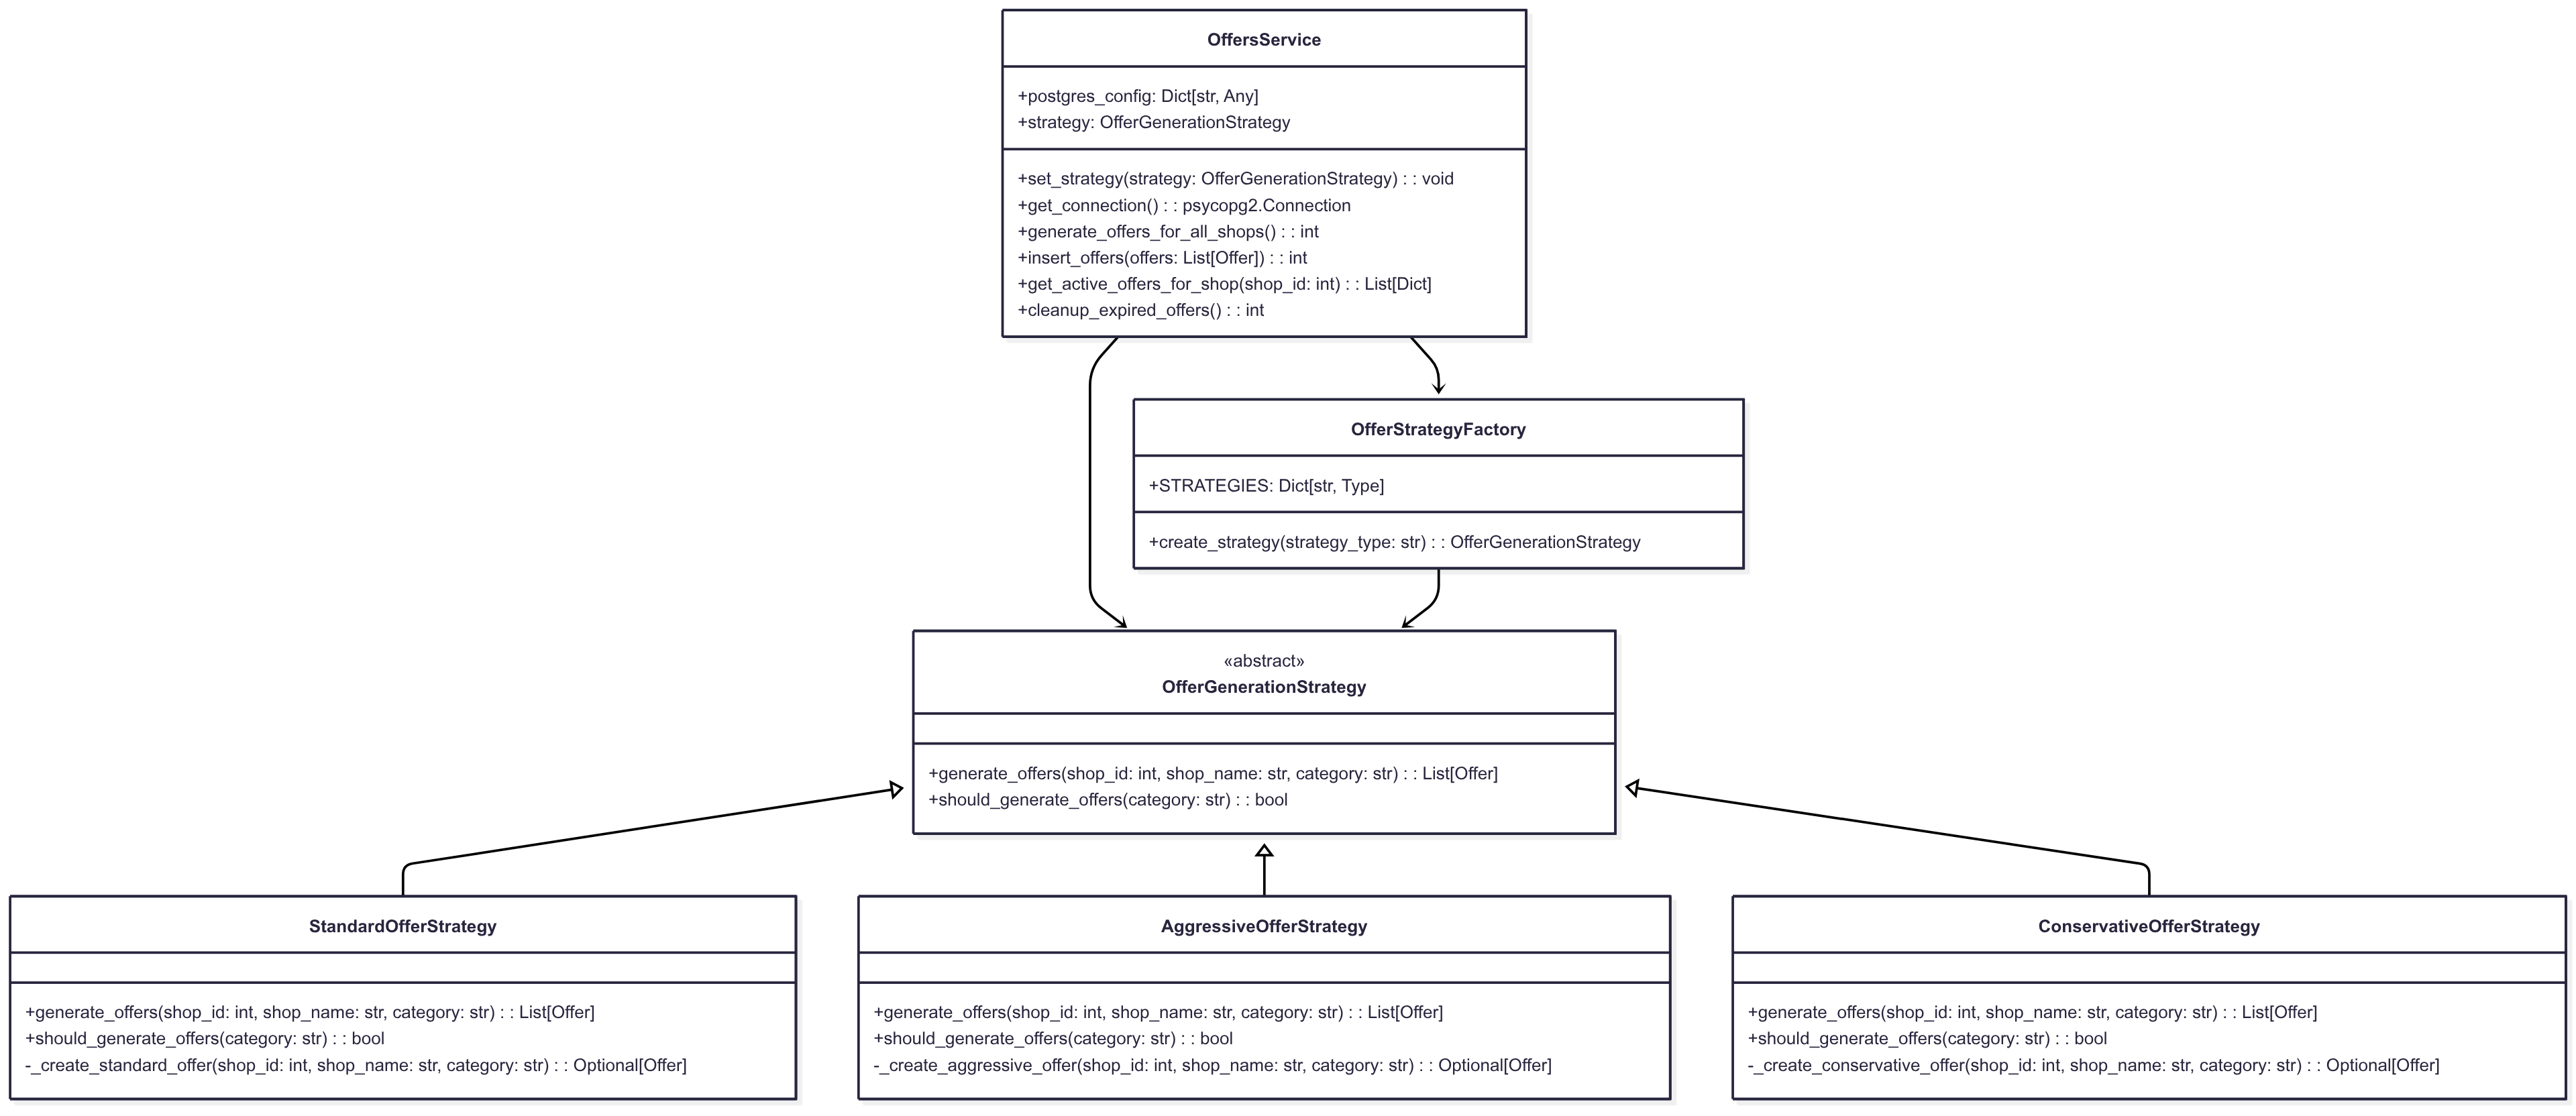 OffersService
+postgres_config: Dict[str, Any]
+strategy: OfferGenerationStrategy
+set_strategy(strategy: OfferGenerationStrategy) : : void
+get_connection() : : psycopg2.Connection
+generate_offers_for_all_shops() : : int
+insert_offers(offers: List[Offer]) : : int
+get_active_offers_for_shop(shop_id: int) : : List[Dict]
+cleanup_expired_offers() : : int
OfferStrategyFactory
+STRATEGIES: Dict[str, Type]
+create_strategy(strategy_type: str) : : OfferGenerationStrategy
«abstract»
OfferGenerationStrategy
+generate_offers(shop_id: int, shop_name: str, category: str) : : List[Offer]
+should_generate_offers(category: str) : : bool
StandardOfferStrategy
+generate_offers(shop_id: int, shop_name: str, category: str) : : List[Offer]
+should_generate_offers(category: str) : : bool
-_create_standard_offer(shop_id: int, shop_name: str, category: str) : : Optional[Offer]
AggressiveOfferStrategy
+generate_offers(shop_id: int, shop_name: str, category: str) : : List[Offer]
+should_generate_offers(category: str) : : bool
-_create_aggressive_offer(shop_id: int, shop_name: str, category: str) : : Optional[Offer]
ConservativeOfferStrategy
+generate_offers(shop_id: int, shop_name: str, category: str) : : List[Offer]
+should_generate_offers(category: str) : : bool
-_create_conservative_offer(shop_id: int, shop_name: str, category: str) : : Optional[Offer]